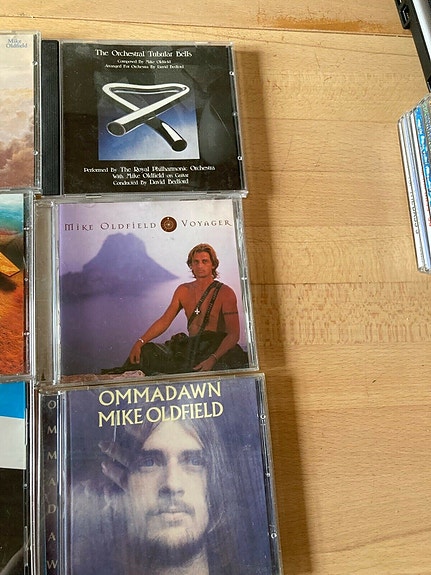 Mike
Oldfield
The Orchestral Tubular Bells
Composed By Mike Oldfield
Arranged For Orchestra By David Bedford
Performed By The Royal Philharmonic Orchestra
With Mike Oldfield on Guitar
Conducted By David Bedford
MIKE OLDFIELD VOYAGER
OMMADAWN
MIKE OLDFIELD
OMMADAW